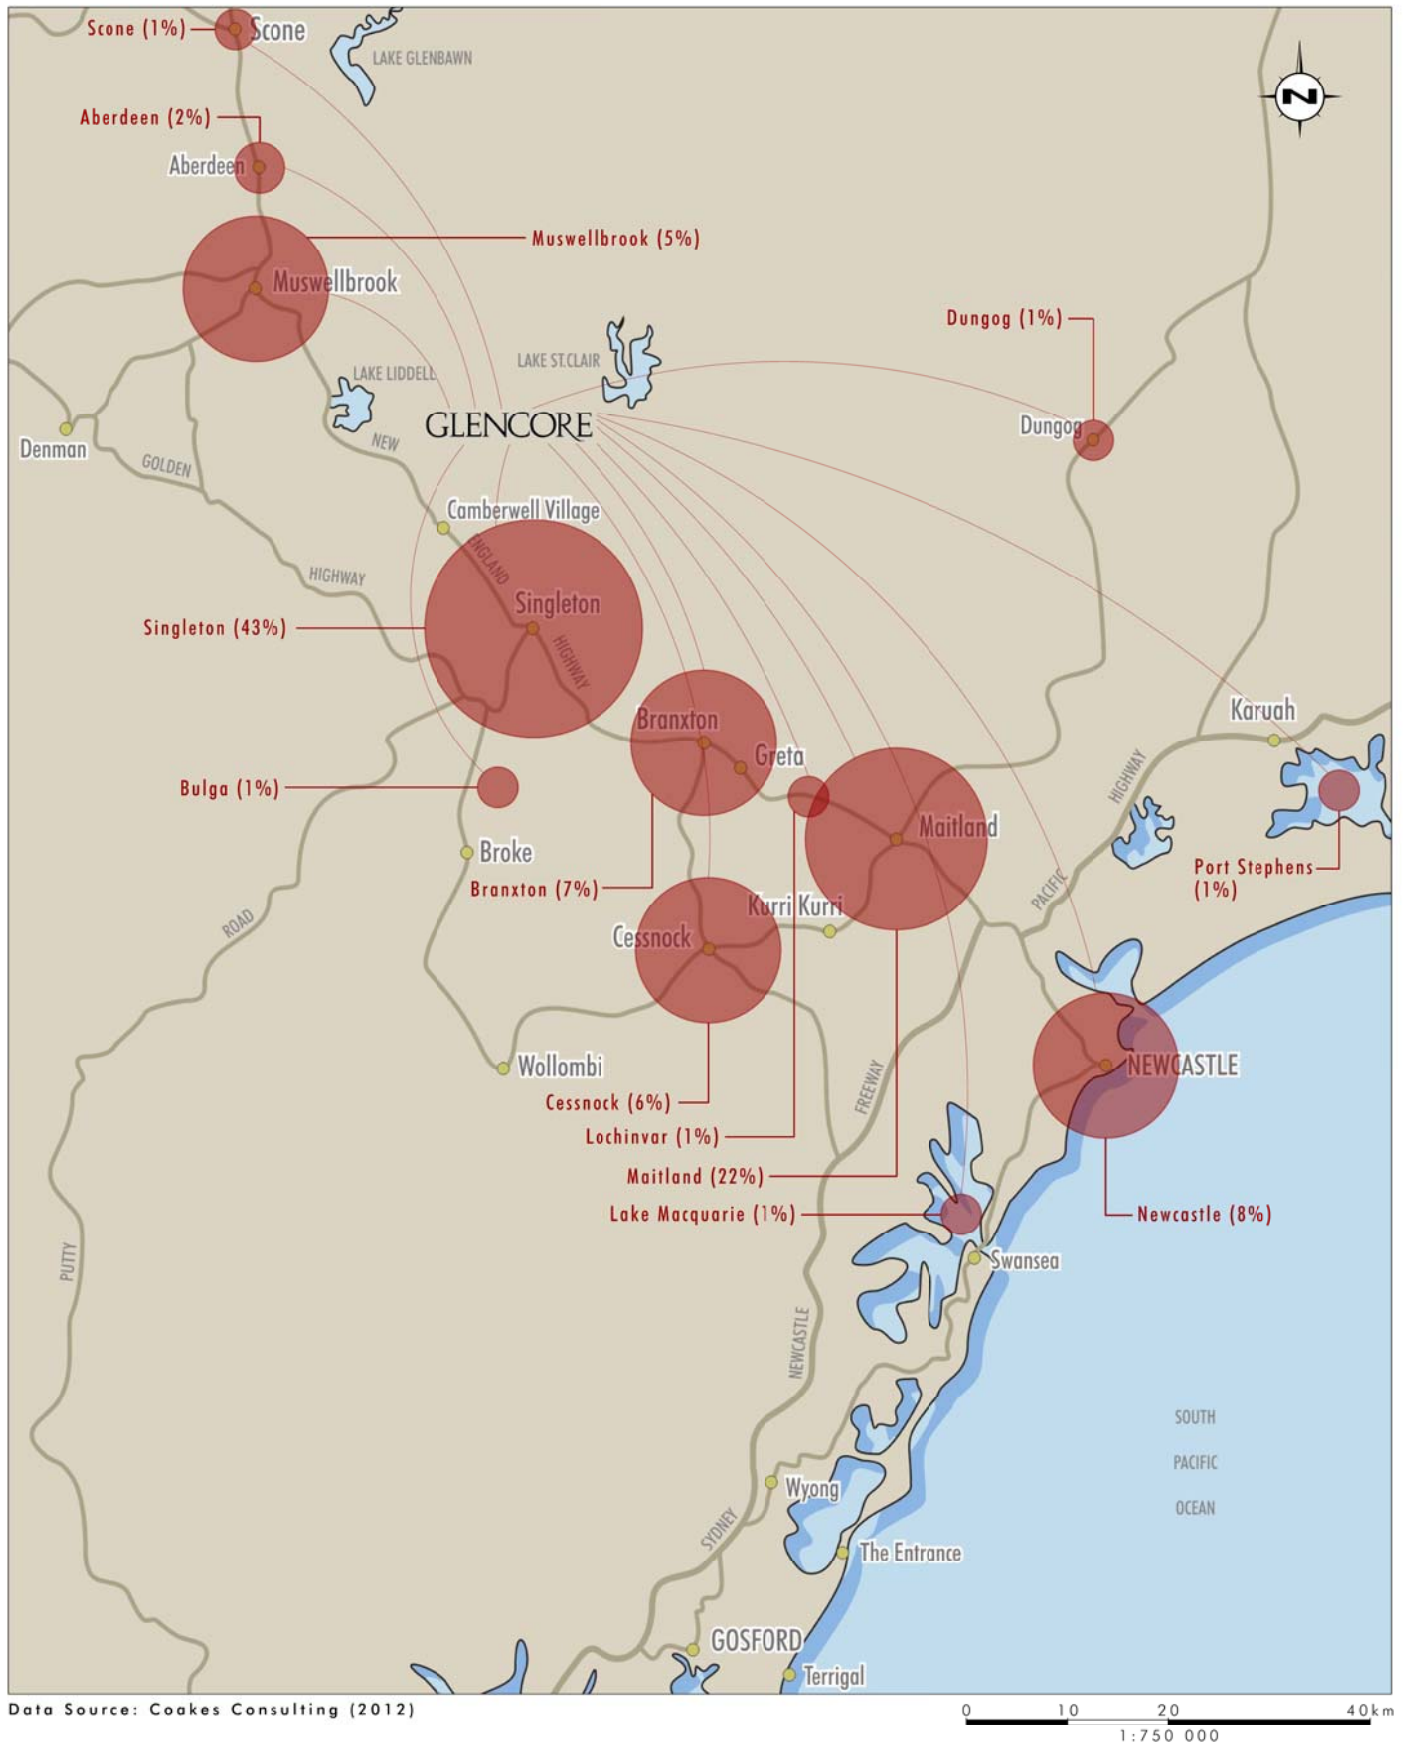 Scone (1%)
Scone
LAKE GLENBAWN
N
Aberdeen (2%)
Aberdeen
Muswellbrook (5%)
Muswellbrook
Dungog (1%)
LAKE ST.CLAIR
LAKE LIDDELL
GLENCORE
Dungog
Denman
NEW
GOLDEN
Camberwell Village
ENGLAND
HIGHWAY
Singleton
Singleton (43%)
HIGHWAY
Branxton
Karuah
Greta
HIGHWAY
Bulga (1%)
Maitland
Broke
Port Stephens
(1%)
Branxton (7%)
PACIFIC
Kurri Kurri
ROAD
Cessnock
Wollombi
NEWCASTLE
FREEWAY
Cessnock (6%)
Lochinvar (1%)
Maitland (22%)
Lake Macquarie (1%)
Newcastle (8%)
PUTTY
Swansea
NEWCASTLE
SOUTH
PACIFIC
OCEAN
Wyong
SYDNEY
The Entrance
GOSFORD
Terrigal
Data Source: Coakes Consulting (2012)
0 10 20 40km
1:750 000